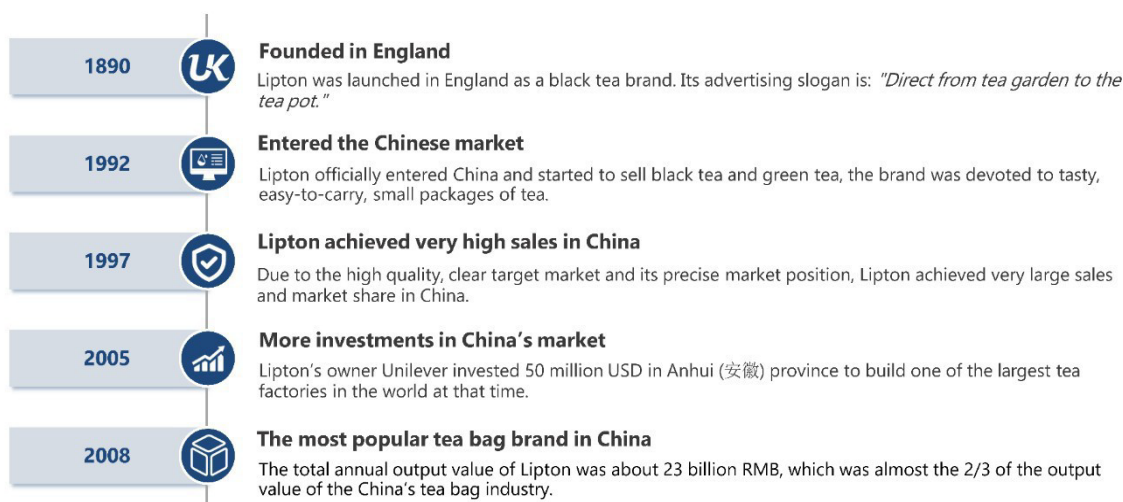 1890
UK
Founded in England
Lipton was launched in England as a black tea brand. Its advertising slogan is: "Direct from tea garden to the
tea pot."
1992
Entered the Chinese market
Lipton officially entered China and started to sell black tea and green tea, the brand was devoted to tasty,
easy-to-carry, small packages of tea.
1997
Lipton achieved very high sales in China
Due to the high quality, clear target market and its precise market position, Lipton achieved very large sales
and market share in China.
2005
More investments in China's market
Lipton's owner Unilever invested 50 million USD in Anhui (安徽) province to build one of the largest tea
factories in the world at that time.
2008
The most popular tea bag brand in China
The total annual output value of Lipton was about 23 billion RMB, which was almost the 2/3 of the output
value of the China's tea bag industry.